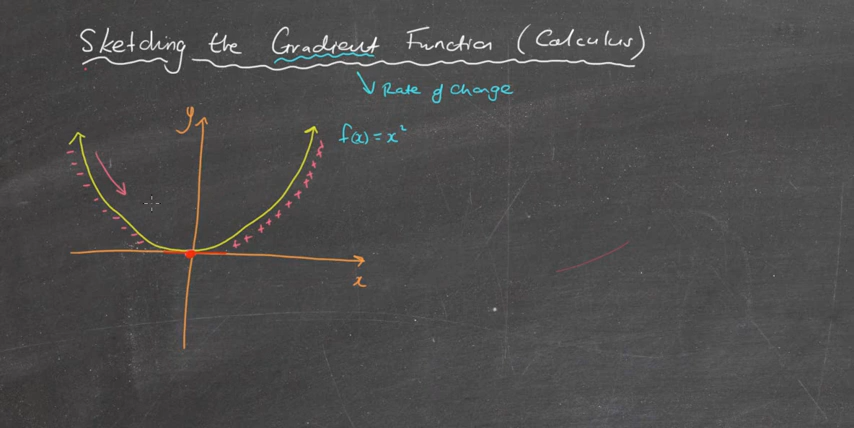 Sketching the Gradient Function (Calculus)
Rate of Change
y
f(x) = x²
x